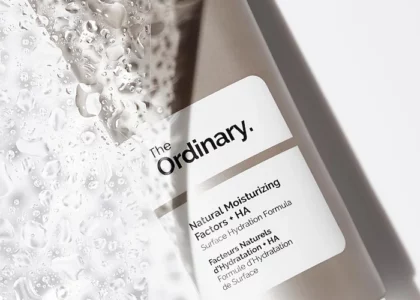 The
Ordinary.
Natural Moisturizing
Factors + HA
Surface Hydration Formula
Facteurs Naturels
d'Hydratation + HA
Formule d'Hydratation
de Surface